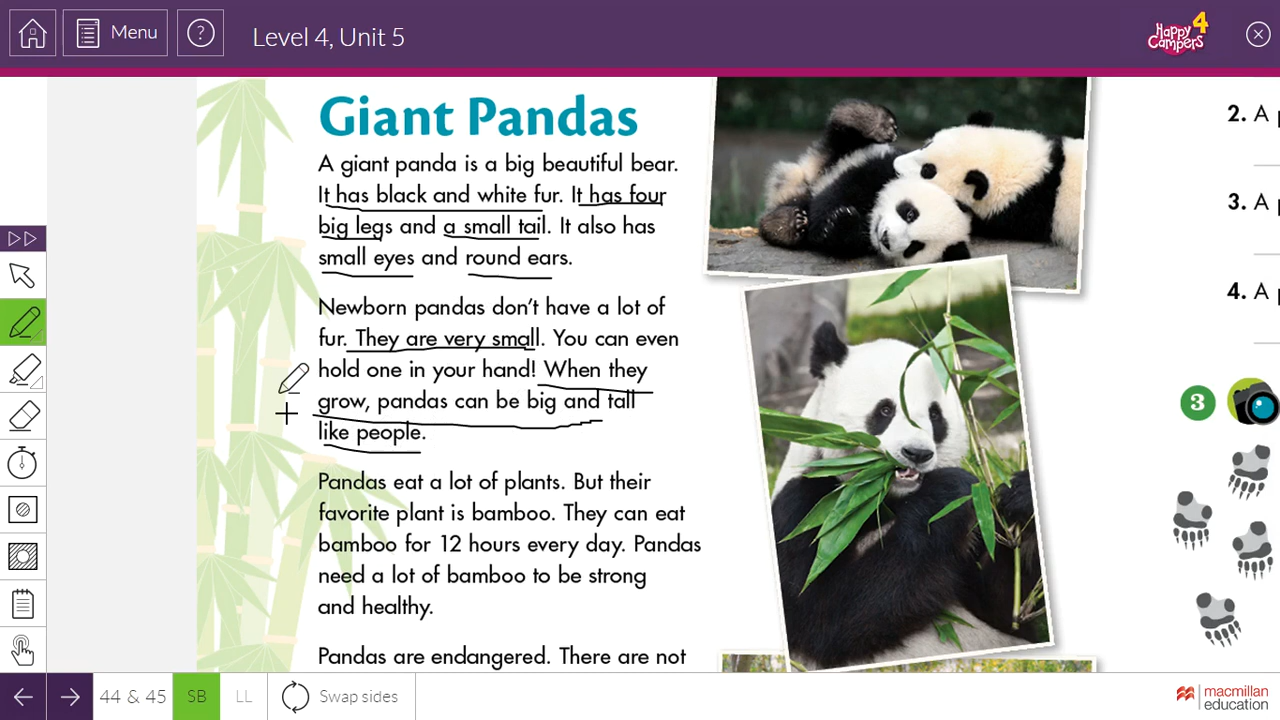 Menu
?
Level 4, Unit 5
Happy Campers 4
Giant Pandas
A giant panda is a big beautiful bear.
It has black and white fur. It has four
big legs and a small tail. It also has
small eyes and round ears.
Newborn pandas don't have a lot of
fur. They are very small. You can even
hold one in your hand! When they
grow, pandas can be big and tall
like people.
Pandas eat a lot of plants. But their
favorite plant is bamboo. They can eat
bamboo for 12 hours every day. Pandas
need a lot of bamboo to be strong
and healthy.
Pandas are endangered. There are not
2. A
3. A
4. A
3
44 & 45
SB
LL
Swap sides
macmillan
education